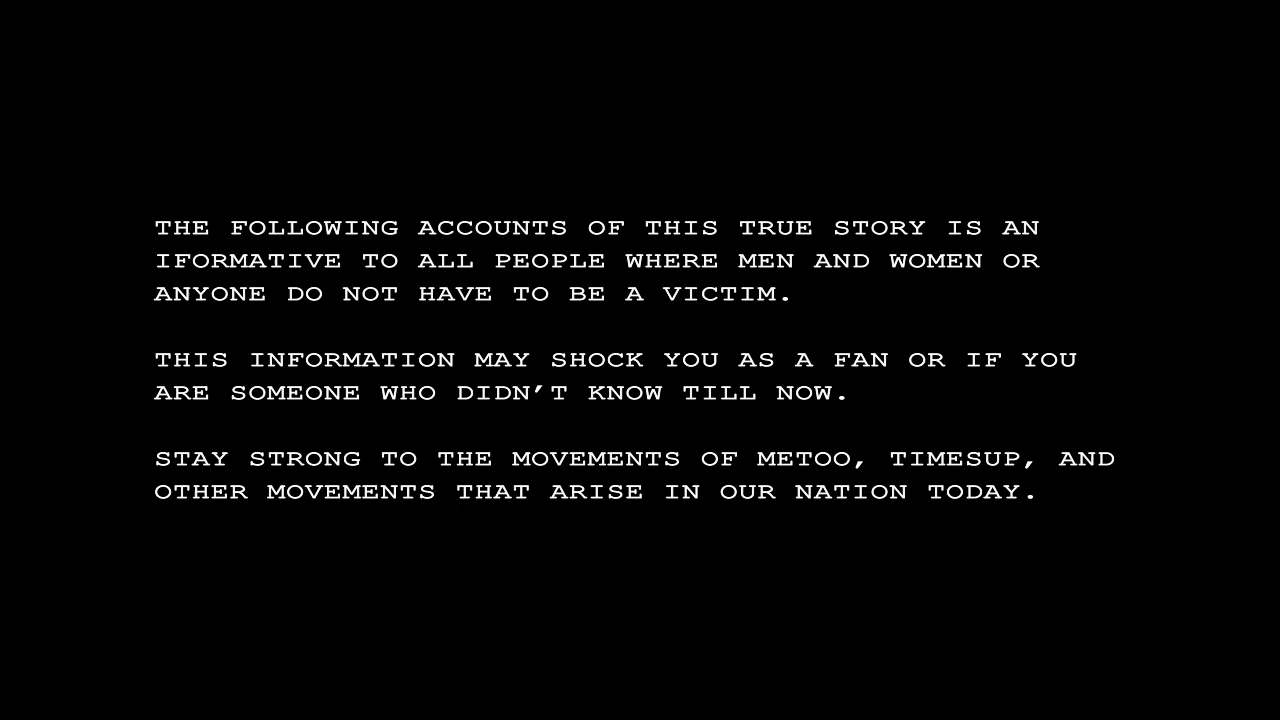 THE FOLLOWING ACCOUNTS OF THIS TRUE STORY IS AN
IFORMATIVE TO ALL PEOPLE WHERE MEN AND WOMEN OR
ANYONE DO NOT HAVE TO BE A VICTIM.
THIS INFORMATION MAY SHOCK YOU AS A FAN OR IF YOU
ARE SOMEONE WHO DIDN’T KNOW TILL NOW.
STAY STRONG TO THE MOVEMENTS OF METOO, TIMESUP, AND
OTHER MOVEMENTS THAT ARISE IN OUR NATION TODAY.